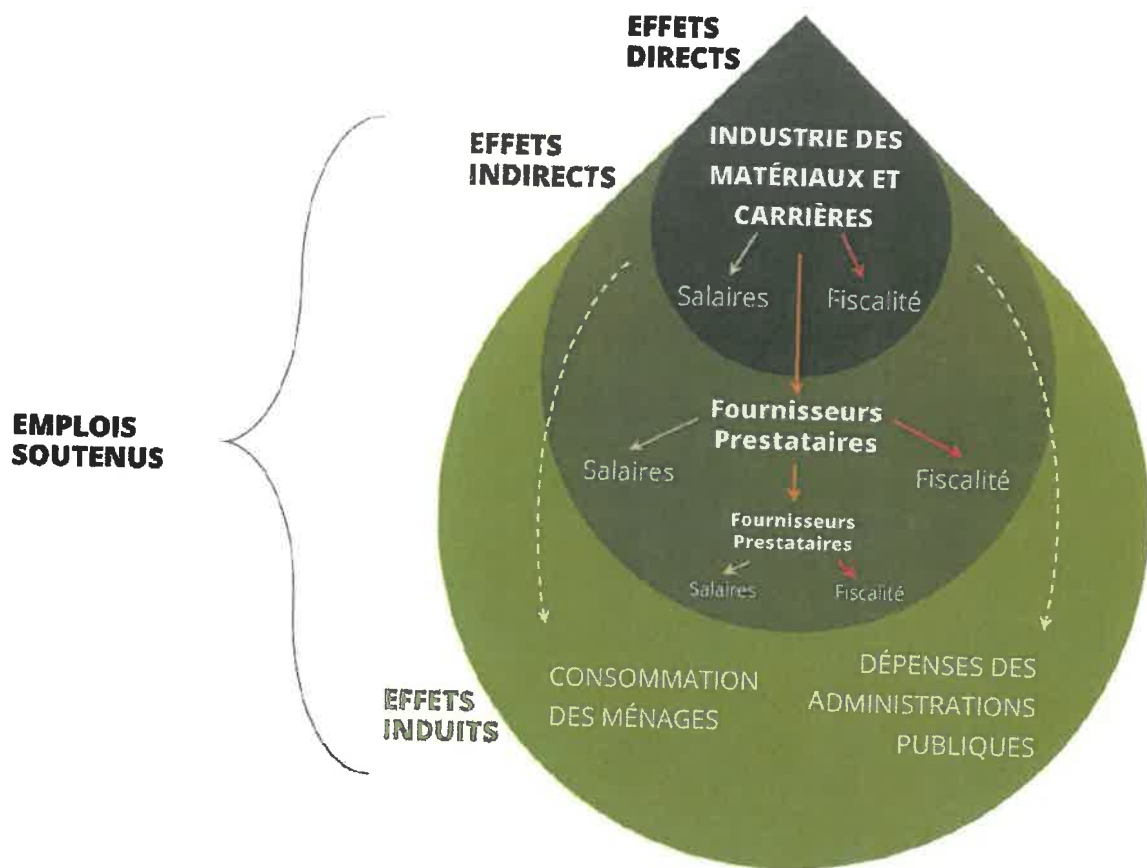 EFFETS
DIRECTS
EFFETS
INDIRECTS
INDUSTRIE DES
MATÉRIAUX ET
CARRIÈRES
Salaires
Fiscalité
EMPLOIS
SOUTENUS
Fournisseurs
Prestataires
Salaires
Fiscalité
Fournisseurs
Prestataires
Salaires
Fiscalité
EFFETS
INDUITS
CONSOMMATION
DES MÉNAGES
DÉPENSES DES
ADMINISTRATIONS
PUBLIQUES